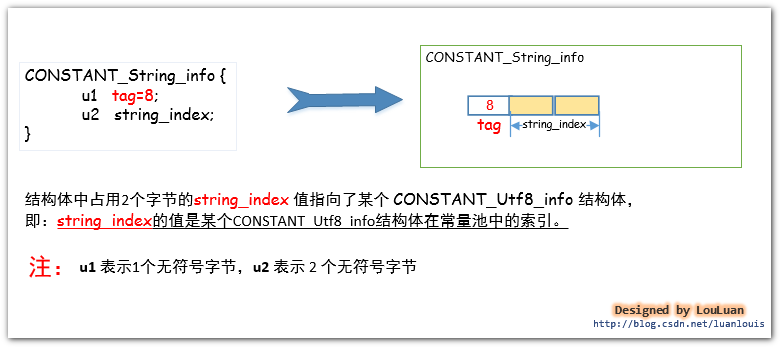 CONSTANT_String_info {
u1 tag=8;
u2 string_index;
}
CONSTANT_String_info
8
tag
string_index
结构体中占用2个字节的string_index 值指向了某个 CONSTANT_Utf8_info 结构体，
即：string_index的值是某个CONSTANT_Utf8_info结构体在常量池中的索引。
注： u1 表示1个无符号字节，u2 表示 2 个无符号字节
Designed by LouLuan
http://blog.csdn.net/luanlouis